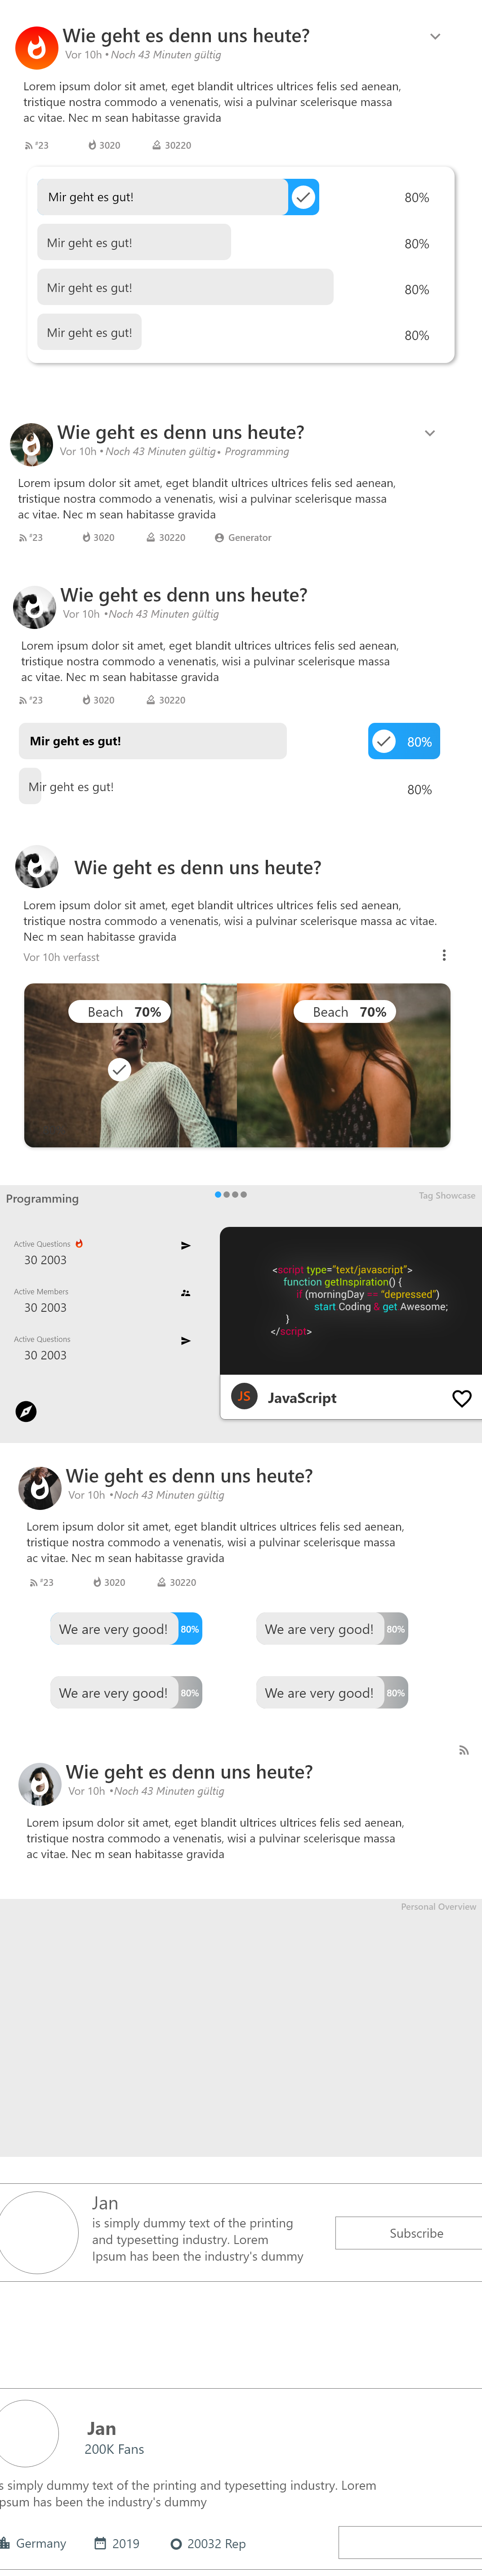 Wie geht es denn uns heute?
Vor 10h • Noch 43 Minuten gültig
Lorem ipsum dolor sit amet, eget blandit ultrices ultrices felis sed aenean,
tristique nostra commodo a venenatis, wisi a pulvinar scelerisque massa
ac vitae. Nec m sean habitasse gravida
#23 3020 30220
Mir geht es gut! 80%
Mir geht es gut! 80%
Mir geht es gut! 80%
Mir geht es gut! 80%
Wie geht es denn uns heute?
Vor 10h • Noch 43 Minuten gültig • Programming
Lorem ipsum dolor sit amet, eget blandit ultrices ultrices felis sed aenean,
tristique nostra commodo a venenatis, wisi a pulvinar scelerisque massa
ac vitae. Nec m sean habitasse gravida
#23 3020 30220 Generator
Wie geht es denn uns heute?
Vor 10h •Noch 43 Minuten gültig
Lorem ipsum dolor sit amet, eget blandit ultrices ultrices felis sed aenean,
tristique nostra commodo a venenatis, wisi a pulvinar scelerisque massa
ac vitae. Nec m sean habitasse gravida
#23 3020 30220
Mir geht es gut! 80%
Mir geht es gut! 80%
Wie geht es denn uns heute?
Lorem ipsum dolor sit amet, eget blandit ultrices ultrices felis sed aenean,
tristique nostra commodo a venenatis, wisi a pulvinar scelerisque massa ac vitae.
Nec m sean habitasse gravida
Vor 10h verfasst
Beach 70% Beach 70%
Programming
Tag Showcase
Active Questions
30 2003
Active Members
30 2003
Active Questions
30 2003
<script type="text/javascript">
function getInspiration() {
if (morningDay == "depressed")
start Coding & get Awesome;
}
</script>
JS JavaScript
Wie geht es denn uns heute?
Vor 10h •Noch 43 Minuten gültig
Lorem ipsum dolor sit amet, eget blandit ultrices ultrices felis sed aenean,
tristique nostra commodo a venenatis, wisi a pulvinar scelerisque massa
ac vitae. Nec m sean habitasse gravida
#23 3020 30220
We are very good! 80% We are very good! 80%
We are very good! 80% We are very good! 80%
Wie geht es denn uns heute?
Vor 10h •Noch 43 Minuten gültig
Lorem ipsum dolor sit amet, eget blandit ultrices ultrices felis sed aenean,
tristique nostra commodo a venenatis, wisi a pulvinar scelerisque massa
ac vitae. Nec m sean habitasse gravida
Personal Overview
Jan
is simply dummy text of the printing
and typesetting industry. Lorem
Ipsum has been the industry's dummy
Subscribe
Jan
200K Fans
s simply dummy text of the printing and typesetting industry. Lorem
psum has been the industry's dummy
Germany 2019 20032 Rep